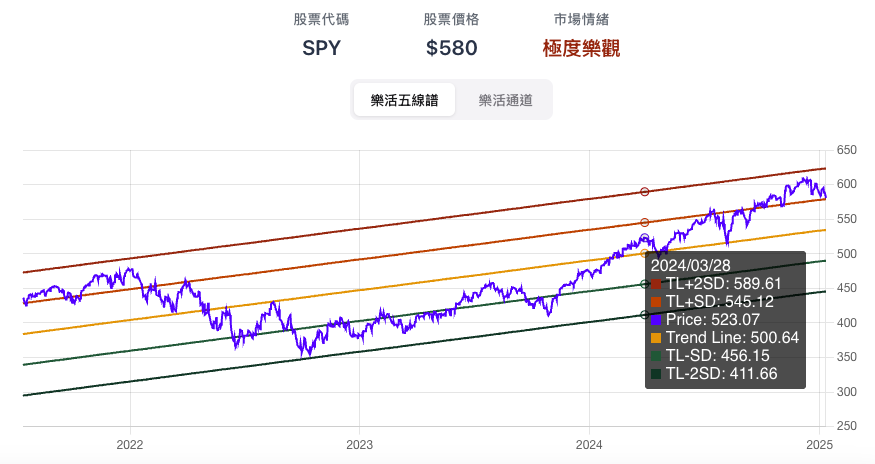 股票代碼 股票價格 市場情緒
SPY $580 極度樂觀
樂活五線譜 樂活通道
650
600
550
500
2024/03/28
TL+2SD: 589.61
450
TL+SD: 545.12
Price: 523.07
400
Trend Line: 500.64
350
TL-SD: 456.15
TL-2SD: 411.66
300
250
2022 2023 2024 2025